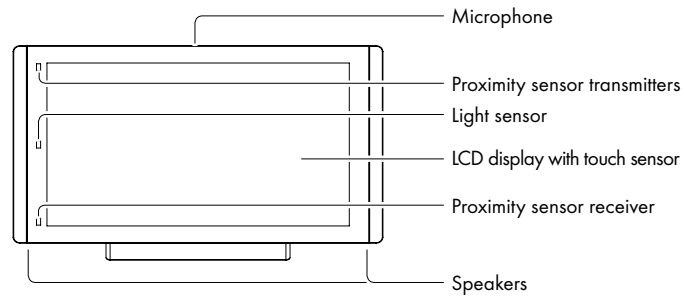 Microphone
Proximity sensor transmitters
Light sensor
LCD display with touch sensor
Proximity sensor receiver
Speakers